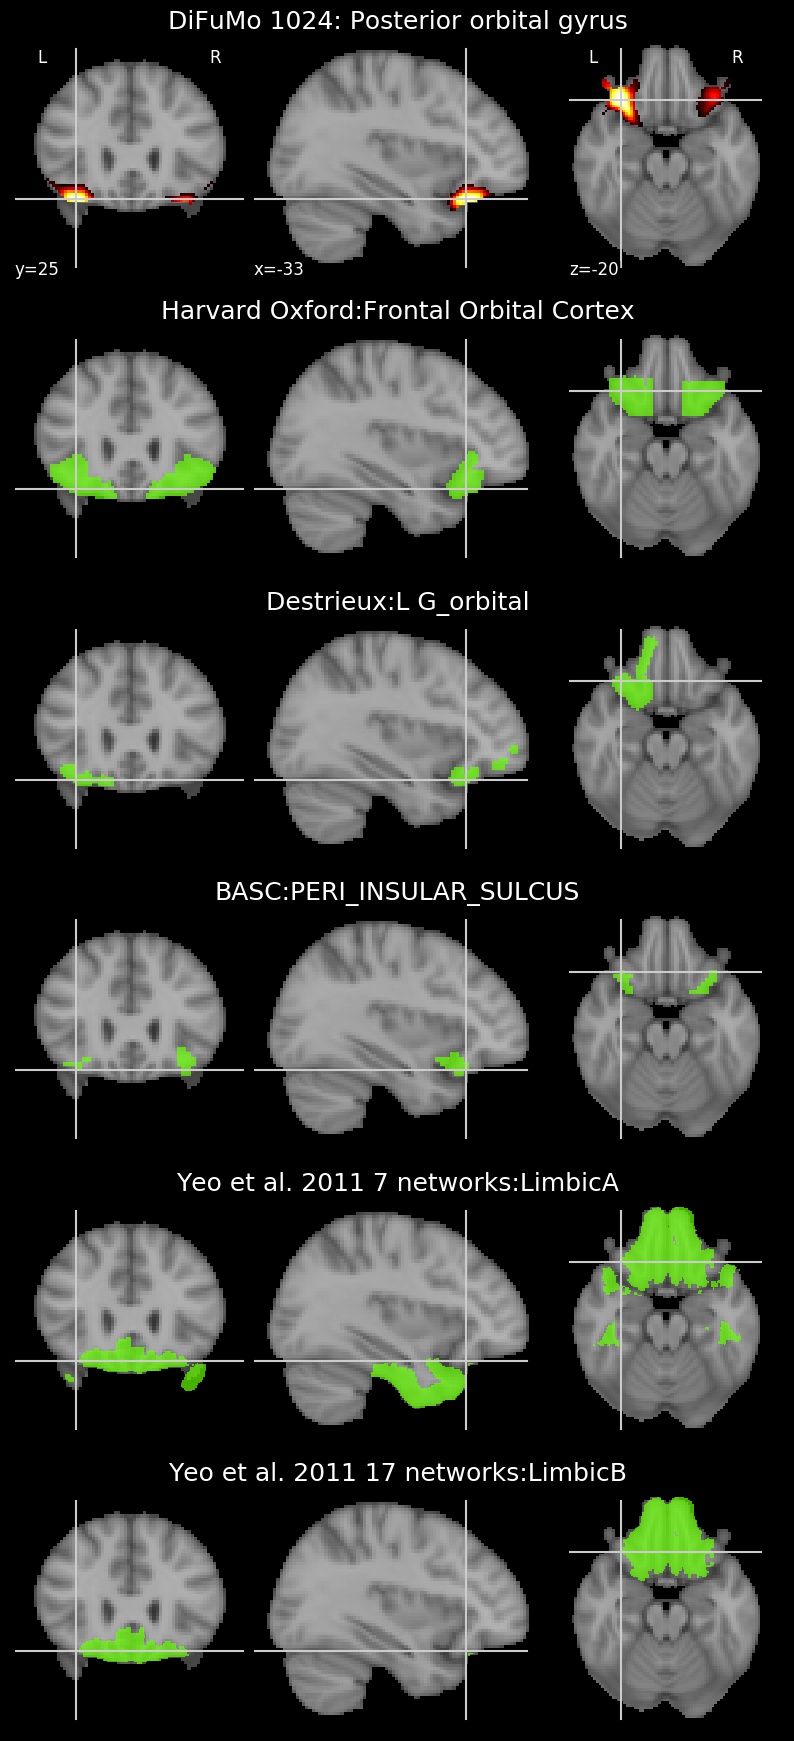 DiFuMo 1024: Posterior orbital gyrus
L R L R
y=25 x=-33 z=-20
Harvard Oxford:Frontal Orbital Cortex
Destrieux:L G_orbital
BASC:PERI_INSULAR_SULCUS
Yeo et al. 2011 7 networks:LimbicA
Yeo et al. 2011 17 networks:LimbicB